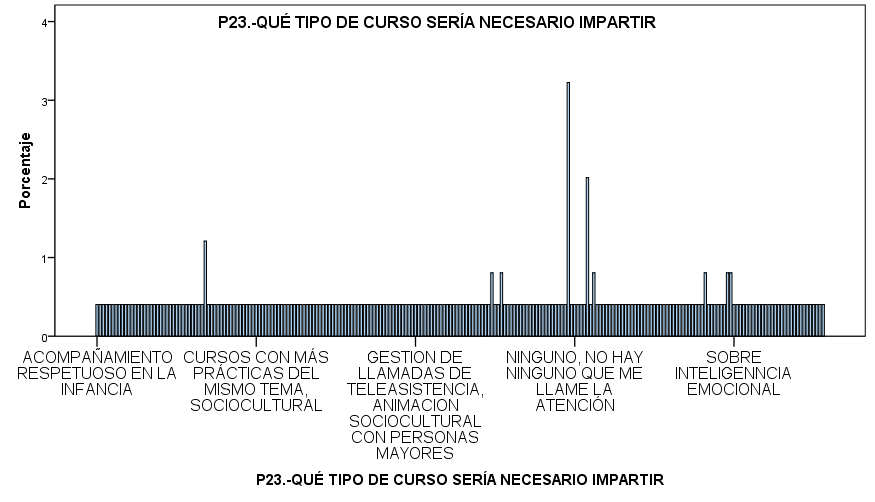 P23.-QUÉ TIPO DE CURSO SERÍA NECESARIO IMPARTIR
4
3
2
1
0
Porcentaje
ACOMPAÑAMIENTO
RESPETUOSO EN LA
INFANCIA
CURSOS CON MÁS
PRÁCTICAS DEL
MISMO TEMA,
SOCIOCULTURAL
GESTION DE
LLAMADAS DE
TELEASISTENCIA,
ANIMACION
SOCIOCULTURAL
CON PERSONAS
MAYORES
NINGUNO, NO HAY
NINGUNO QUE ME
LLAME LA
ATENCIÓN
SOBRE
INTELIGENNCIA
EMOCIONAL
P23.-QUÉ TIPO DE CURSO SERÍA NECESARIO IMPARTIR